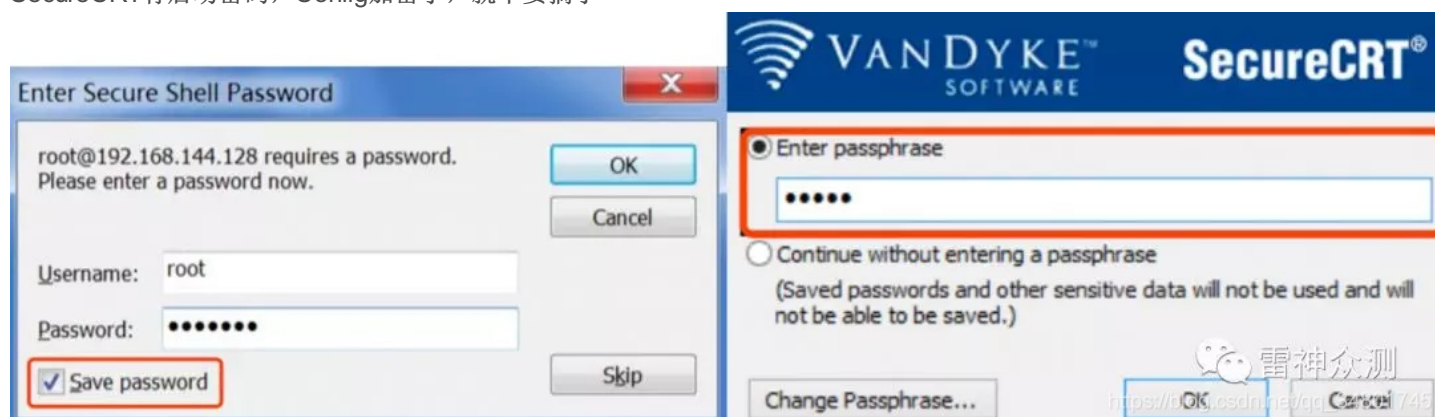 Enter Secure Shell Password
root@192.168.144.128 requires a password.
Please enter a password now.
OK
Cancel
Username: root
Password: •••••••
Save password
Skip
VANDYKE™
SOFTWARE
SecureCRT®
Enter passphrase
•••••
Continue without entering a passphrase
(Saved passwords and other sensitive data will not be used and will
not be able to be saved.)
Change Passphrase...
OK
Cancel
雷神众测